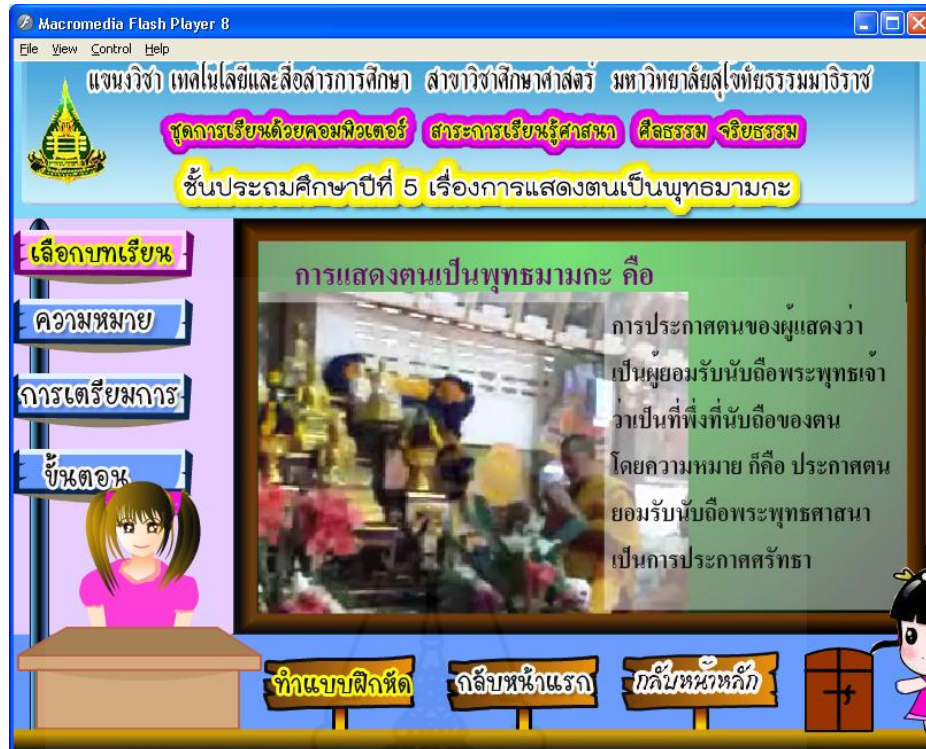 Macromedia Flash Player 8
File View Control Help
แขนงวิชา เทคโนโลยีและสื่อสารการศึกษา สาขาวิชาศึกษาศาสตร์ มหาวิทยาลัยสุโขทัยธรรมาธิราช
ชุดการเรียนด้วยคอมพิวเตอร์ สาระการเรียนรู้ศาสนา ศีลธรรม จริยธรรม
ชั้นประถมศึกษาปีที่ 5 เรื่องการแสดงตนเป็นพุทธมามกะ
เลือกบทเรียน
ความหมาย
การเตรียมการ
ขั้นตอน
การแสดงตนเป็นพุทธมามกะ คือ
การประกาศตนของผู้แสดงว่า
เป็นผู้ยอมรับนับถือพระพุทธเจ้า
ว่าเป็นที่พึ่งที่นับถือของตน
โดยความหมาย ก็คือ ประกาศตน
ยอมรับนับถือพระพุทธศาสนา
เป็นการประกาศศรัทธา
ทำแบบฝึกหัด
กลับหน้าแรก
กลับหน้าหลัก